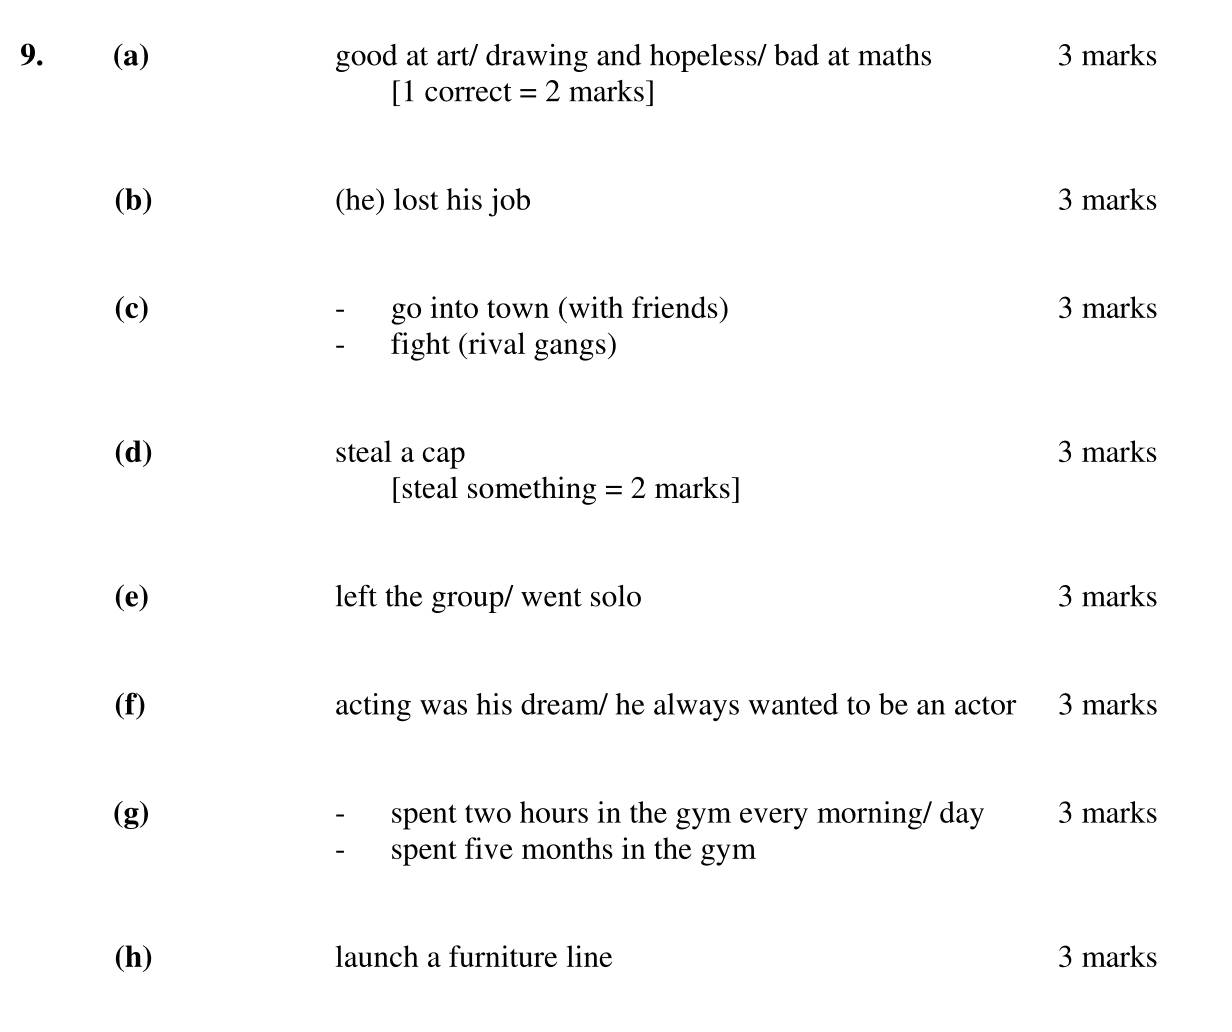 9. (a) good at art/ drawing and hopeless/ bad at maths 3 marks
[1 correct = 2 marks]
(b) (he) lost his job 3 marks
(c) - go into town (with friends) 3 marks
- fight (rival gangs)
(d) steal a cap 3 marks
[steal something = 2 marks]
(e) left the group/ went solo 3 marks
(f) acting was his dream/ he always wanted to be an actor 3 marks
(g) - spent two hours in the gym every morning/ day 3 marks
- spent five months in the gym
(h) launch a furniture line 3 marks